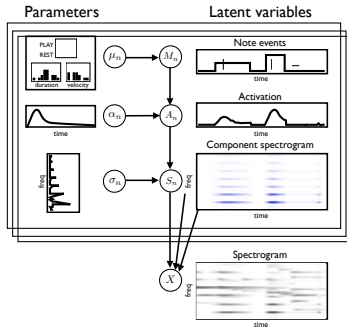 Parameters
Latent variables
PLAY
REST
duration velocity
μn
Mn
Note events
time
time
αn
An
Activation
time
freq
σn
Sn
Component spectrogram
freq
time
X
Spectrogram
freq
time